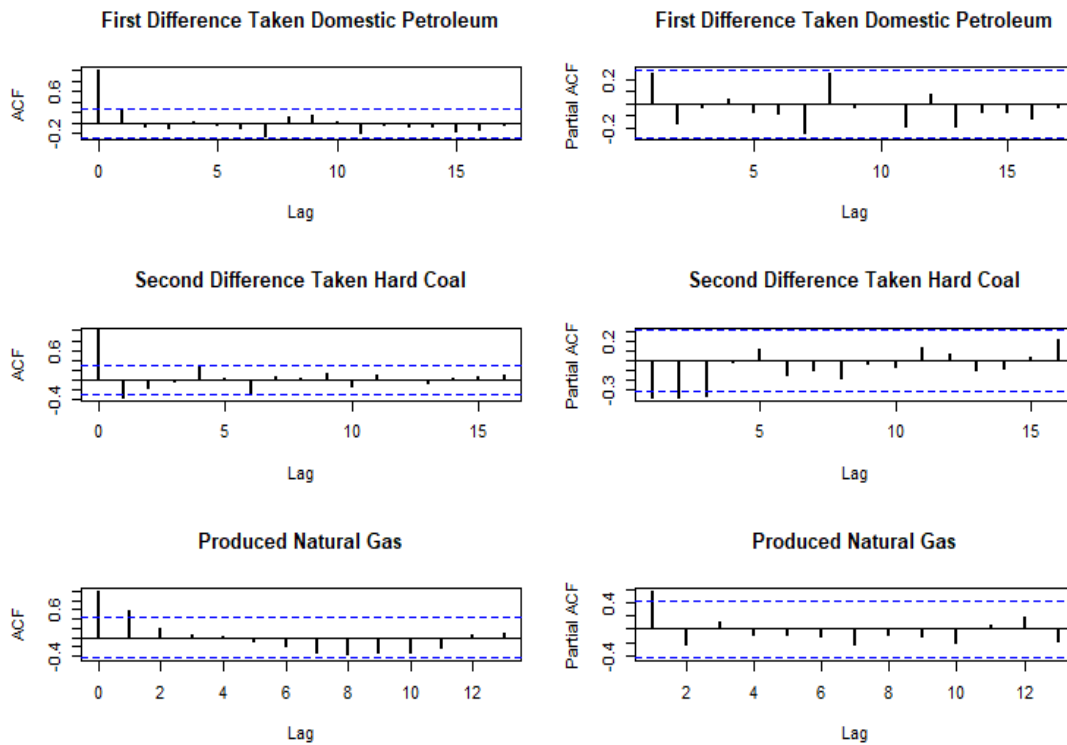 First Difference Taken Domestic Petroleum
ACF
-0.2 0.6
0 5 10 15
Lag
First Difference Taken Domestic Petroleum
Partial ACF
-0.2 0.2
5 10 15
Lag
Second Difference Taken Hard Coal
ACF
-0.4 0.6
0 5 10 15
Lag
Second Difference Taken Hard Coal
Partial ACF
-0.3 0.2
5 10 15
Lag
Produced Natural Gas
ACF
-0.4 0.6
0 2 4 6 8 10 12
Lag
Produced Natural Gas
Partial ACF
-0.4 0.4
2 4 6 8 10 12
Lag